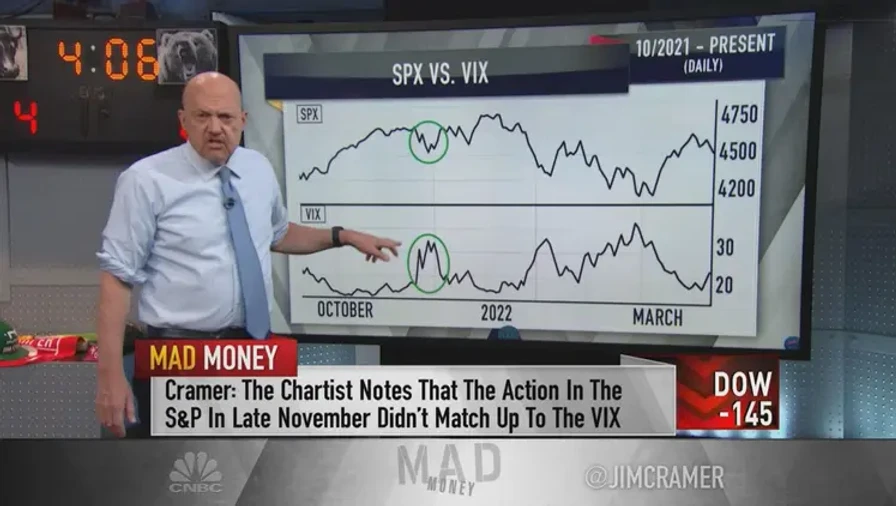 4:06
4
SPX VS. VIX
10/2021 - PRESENT
(DAILY)
SPX
4750
4500
4200
VIX
30
20
OCTOBER
2022
MARCH
MAD MONEY
Cramer: The Chartist Notes That The Action In The
S&P In Late November Didn't Match Up To The VIX
DOW
-145
CNBC
MAD
MONEY
@JIMCRAMER